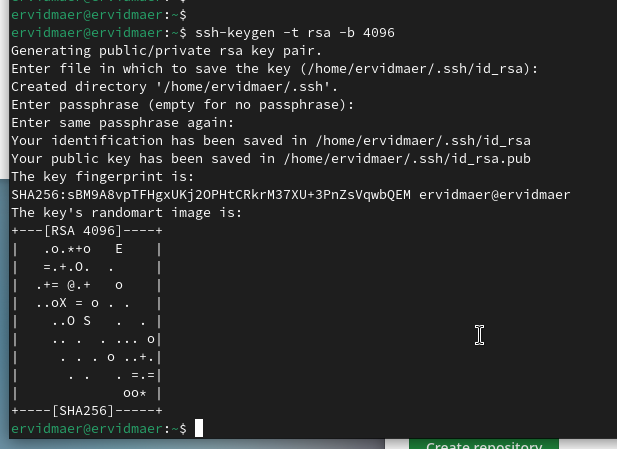 ervidmaer@ervidmaer:~$
ervidmaer@ervidmaer:~$ ssh-keygen -t rsa -b 4096
Generating public/private rsa key pair.
Enter file in which to save the key (/home/ervidmaer/.ssh/id_rsa):
Created directory '/home/ervidmaer/.ssh'.
Enter passphrase (empty for no passphrase):
Enter same passphrase again:
Your identification has been saved in /home/ervidmaer/.ssh/id_rsa
Your public key has been saved in /home/ervidmaer/.ssh/id_rsa.pub
The key fingerprint is:
SHA256:sBM9A8vpTFHgxUKj2OPHtCRkrM37XU+3PnZsVqwbQEM ervidmaer@ervidmaer
The key's randomart image is:
+---[RSA 4096]----+
|   .o.*+o   E    |
|   =.+.O.  .     |
|  .+= @.+   o    |
|  ..oX = o . .   |
|    ..O S   .  . |
|    .. .  . ... o|
|     . . . o ..+.|
|      . .   . =.=|
|             oo* |
+----[SHA256]-----+
ervidmaer@ervidmaer:~$
Create repository